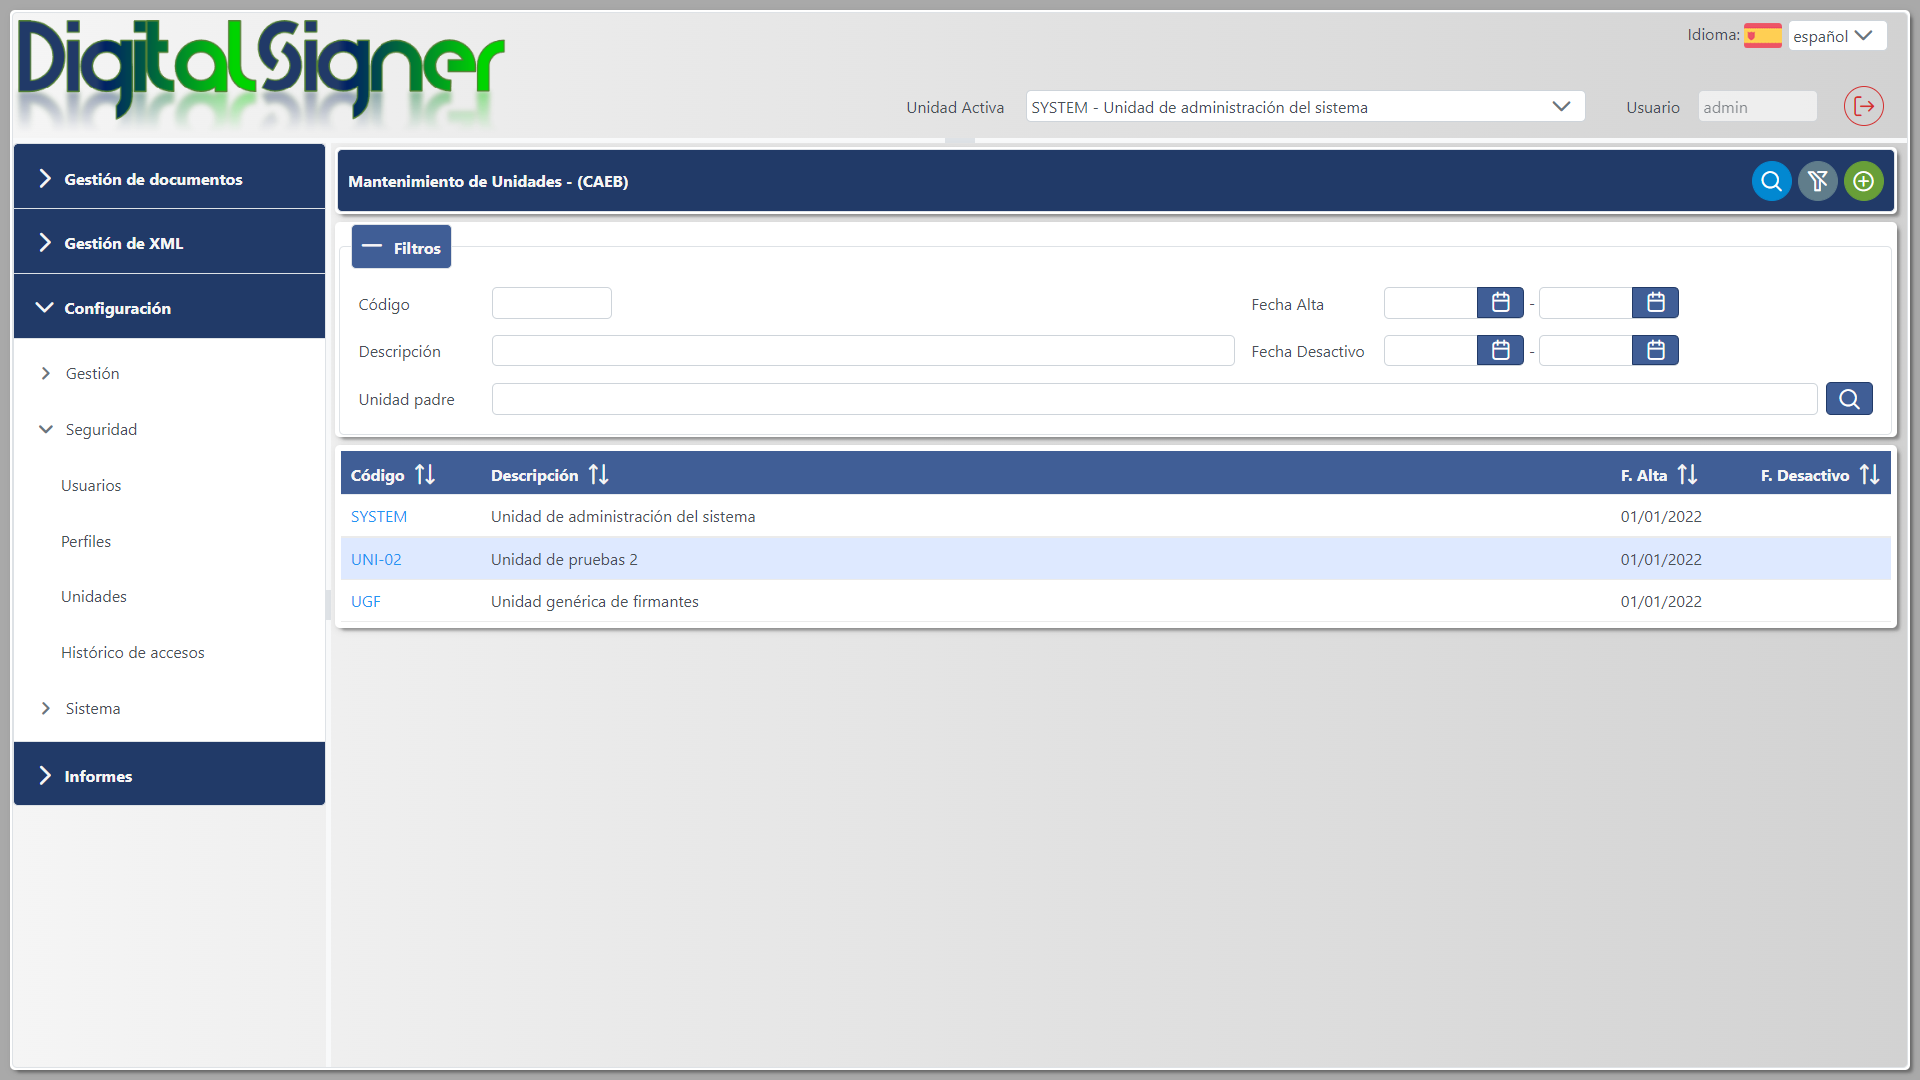 DigitalSigner
Idioma: español
Unidad Activa SYSTEM - Unidad de administración del sistema Usuario admin
Gestión de documentos
Gestión de XML
Configuración
Gestión
Seguridad
Usuarios
Perfiles
Unidades
Histórico de accesos
Sistema
Informes
Mantenimiento de Unidades - (CAEB)
Filtros
Código Fecha Alta -
Descripción Fecha Desactivo -
Unidad padre
Código Descripción F. Alta F. Desactivo
SYSTEM Unidad de administración del sistema 01/01/2022
UNI-02 Unidad de pruebas 2 01/01/2022
UGF Unidad genérica de firmantes 01/01/2022